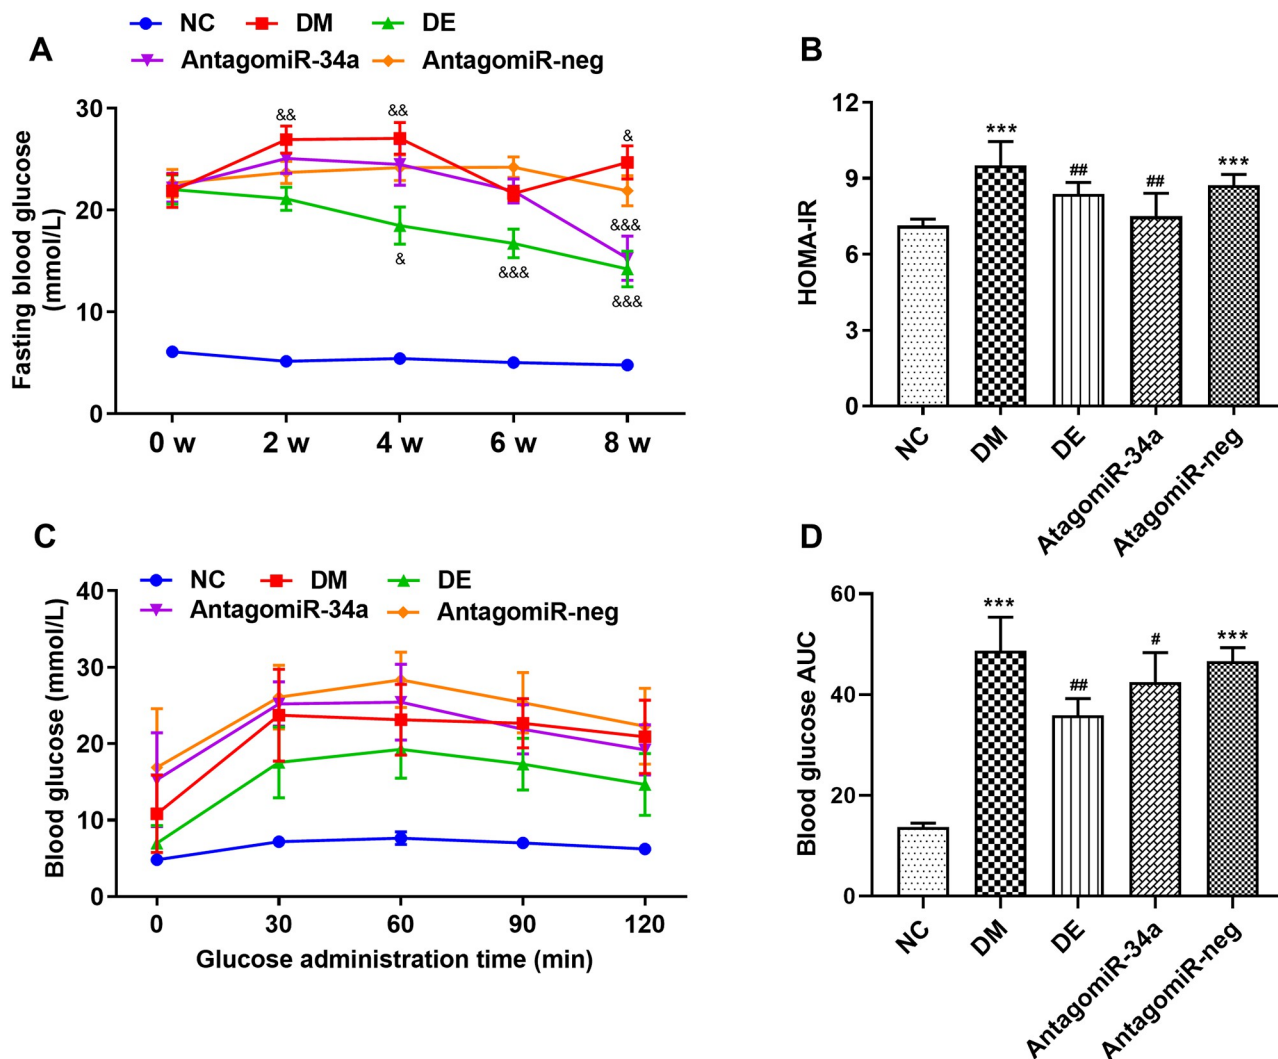 A
NC DM DE
AntagomiR-34a AntagomiR-neg
Fasting blood glucose
(mmol/L)
30
20
10
0
&& && &
&&&
& &&& &&&
0 w 2 w 4 w 6 w 8 w
B
HOMA-IR
12
9
6
3
0
*** ## ## ***
NC DM DE AtagomiR-34a AtagomiR-neg
C
NC DM DE
AntagomiR-34a AntagomiR-neg
Blood glucose (mmol/L)
40
30
20
10
0
0 30 60 90 120
Glucose administration time (min)
D
Blood glucose AUC
60
40
20
0
*** ## # ***
NC DM DE AntagomiR-34a AntagomiR-neg